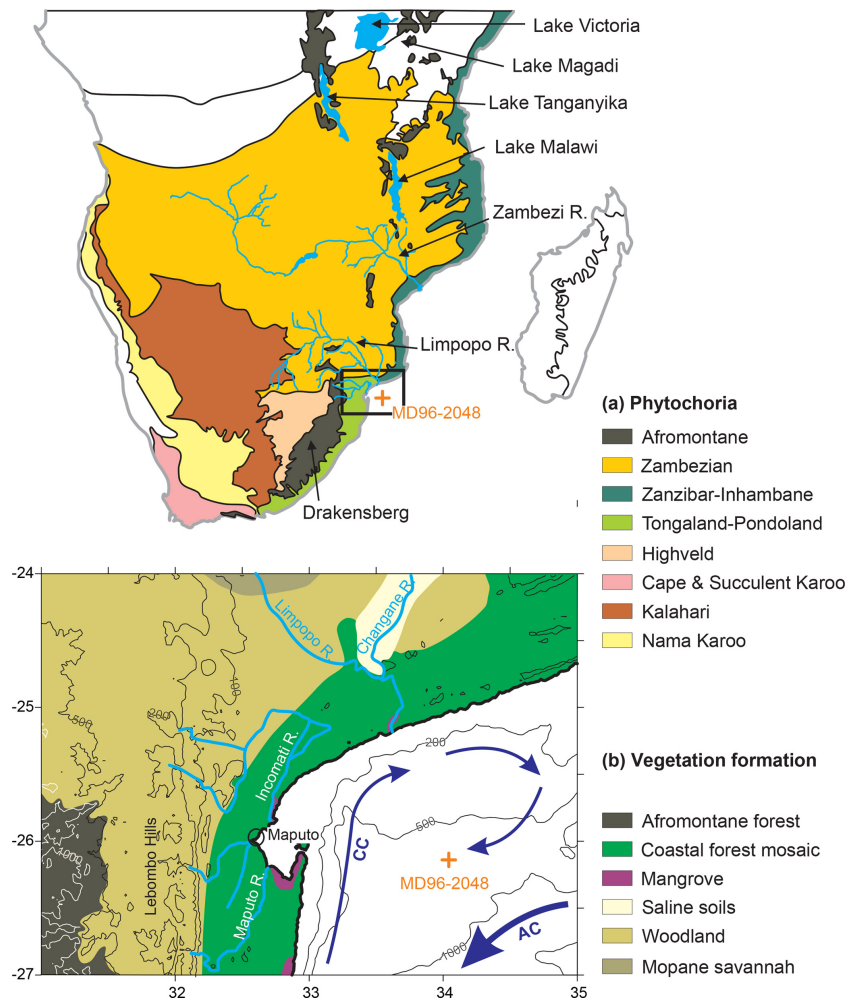 Lake Victoria
Lake Magadi
Lake Tanganyika
Lake Malawi
Zambezi R.
Limpopo R.
MD96-2048
Drakensberg
(a) Phytochoria
Afromontane
Zambezian
Zanzibar-Inhambane
Tongaland-Pondoland
Highveld
Cape & Succulent Karoo
Kalahari
Nama Karoo
-24
-25
-26
-27
32
33
34
35
Limpopo R.
Changane R.
500
200
100
Incomati R.
Lebombo Hills
1000
Maputo
Maputo R.
200
500
CC
MD96-2048
1000
AC
(b) Vegetation formation
Afromontane forest
Coastal forest mosaic
Mangrove
Saline soils
Woodland
Mopane savannah